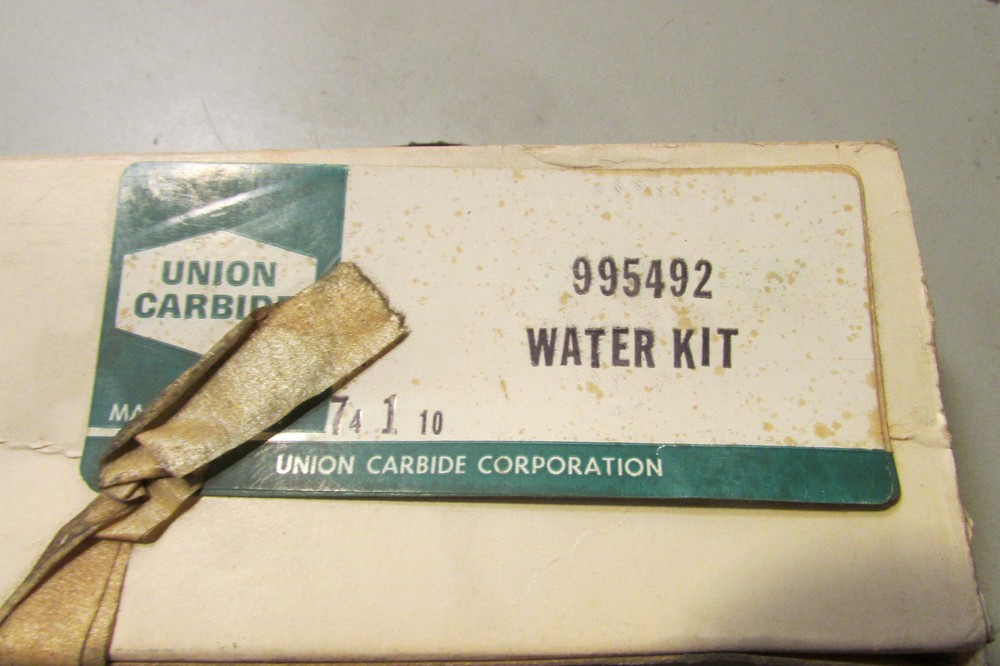 UNION
CARBIDE
995492
WATER KIT
74 1 10
UNION CARBIDE CORPORATION